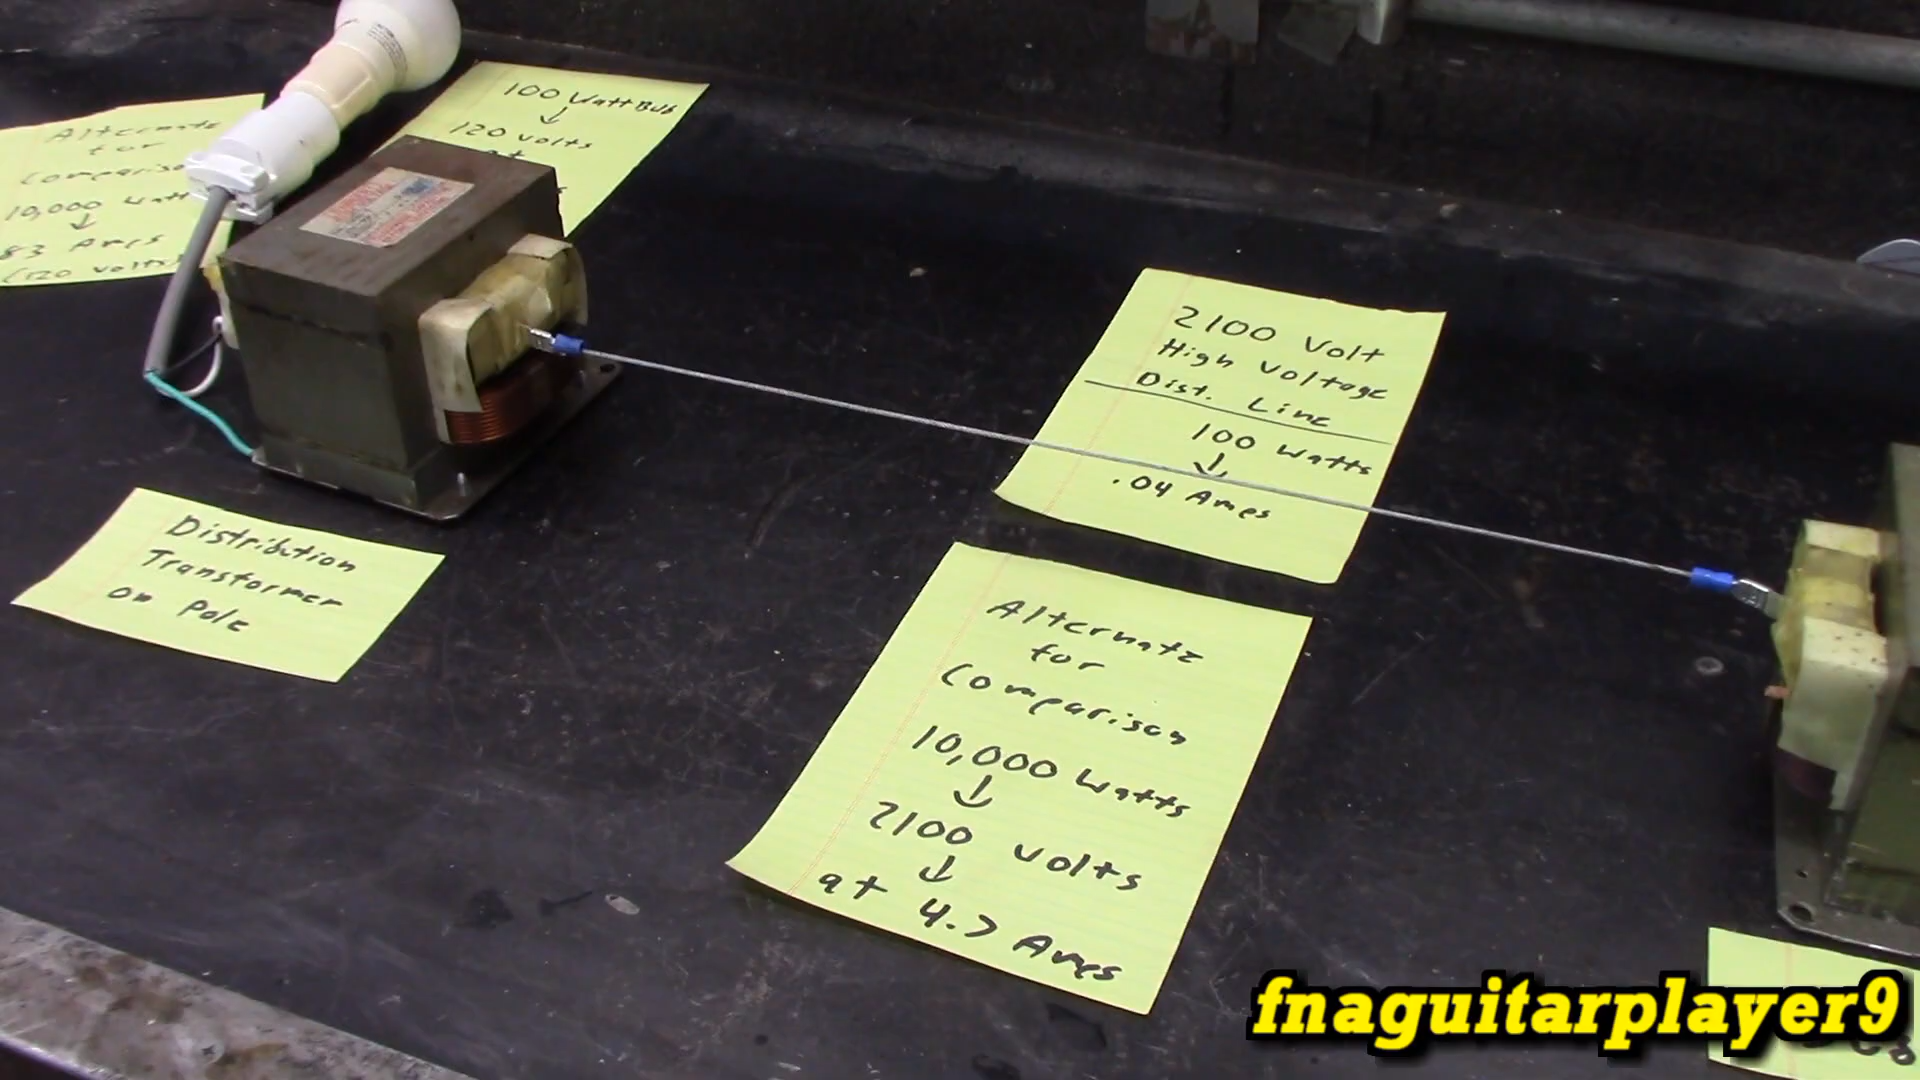 Alternate
for
Comparison
10,000 Watt
↓
83 Amps
(120 Volts)
100 Watt Bulb
↓
120 Volts
at
Distribution
Transformer
on Pole
2100 Volt
High Voltage
Dist. Line
100 Watts
↓
.04 Amps
Alternate
for
Comparison
10,000 Watts
↓
2100 Volts
↓
at 4.7 Amps
fnaguitarplayer9